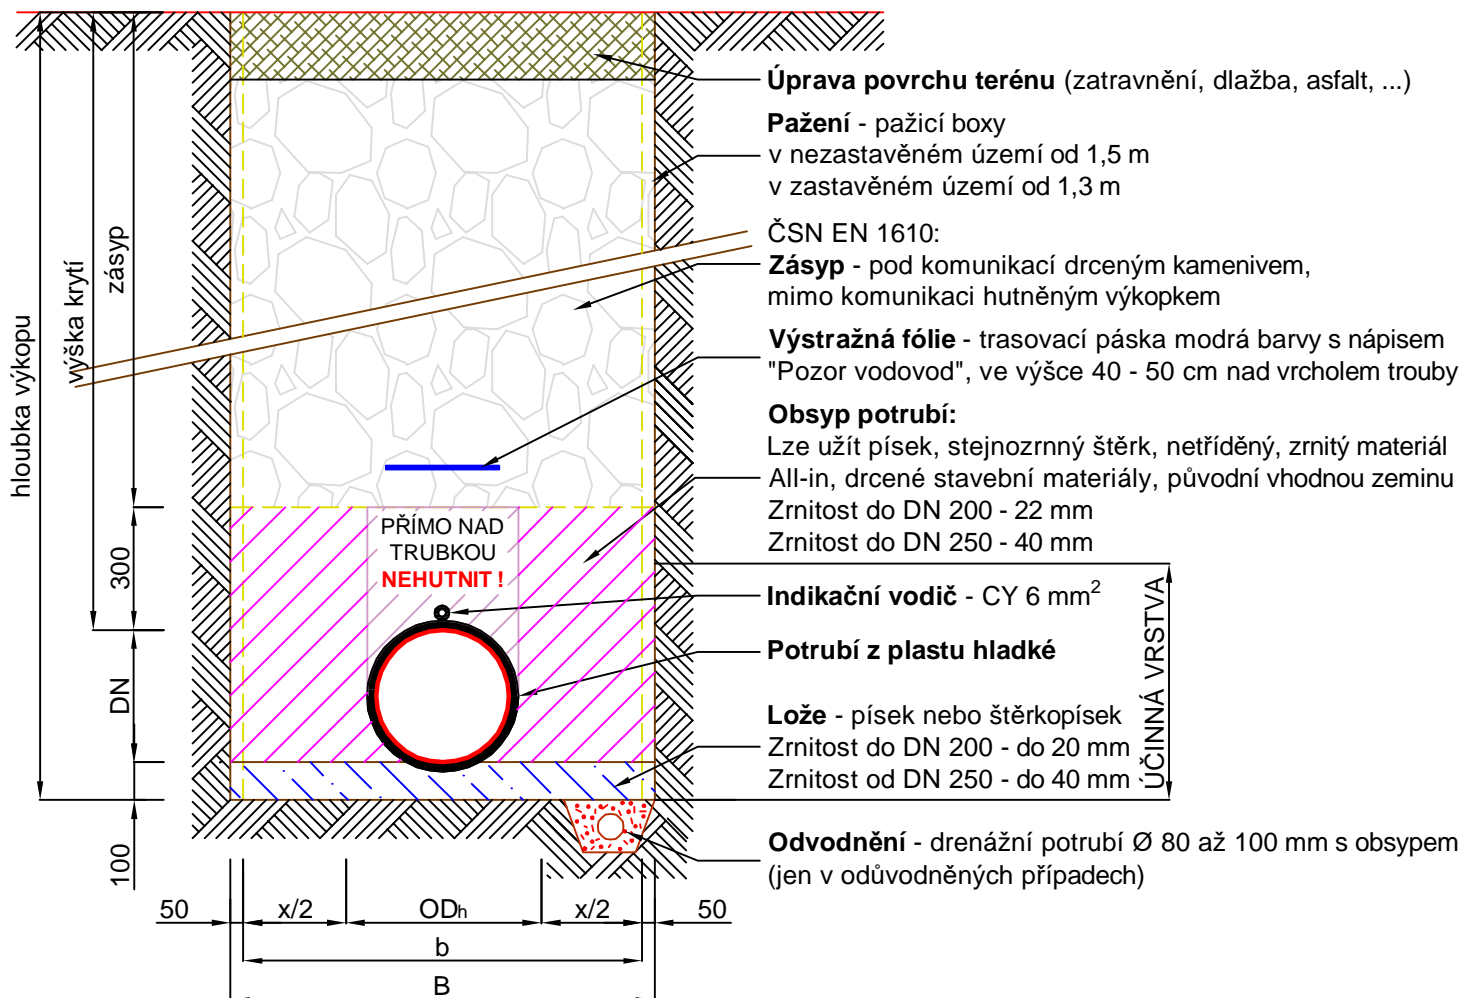 Úprava povrchu terénu (zatravnění, dlažba, asfalt, ...)
Pažení - pažicí boxy
v nezastavěném území od 1,5 m
v zastavěném území od 1,3 m
ČSN EN 1610:
Zásyp - pod komunikací drceným kamenivem,
mimo komunikaci hutněným výkopkem
Výstražná fólie - trasovací páska modrá barvy s nápisem
"Pozor vodovod", ve výšce 40 - 50 cm nad vrcholem trouby
Obsyp potrubí:
Lze užít písek, stejnozrnný štěrk, netříděný, zrnitý materiál
All-in, drcené stavební materiály, původní vhodnou zeminu
Zrnitost do DN 200 - 22 mm
Zrnitost do DN 250 - 40 mm
Indikační vodič - CY 6 mm²
Potrubí z plastu hladké
Lože - písek nebo štěrkopísek
Zrnitost do DN 200 - do 20 mm
Zrnitost od DN 250 - do 40 mm
ÚČINNÁ VRSTVA
Odvodnění - drenážní potrubí Ø 80 až 100 mm s obsypem
(jen v odůvodněných případech)
hloubka výkopu
výška krytí
zásyp
300
DN
100
PŘÍMO NAD
TRUBKOU
NEHUTNIT !
50
x/2
ODh
x/2
50
b
B